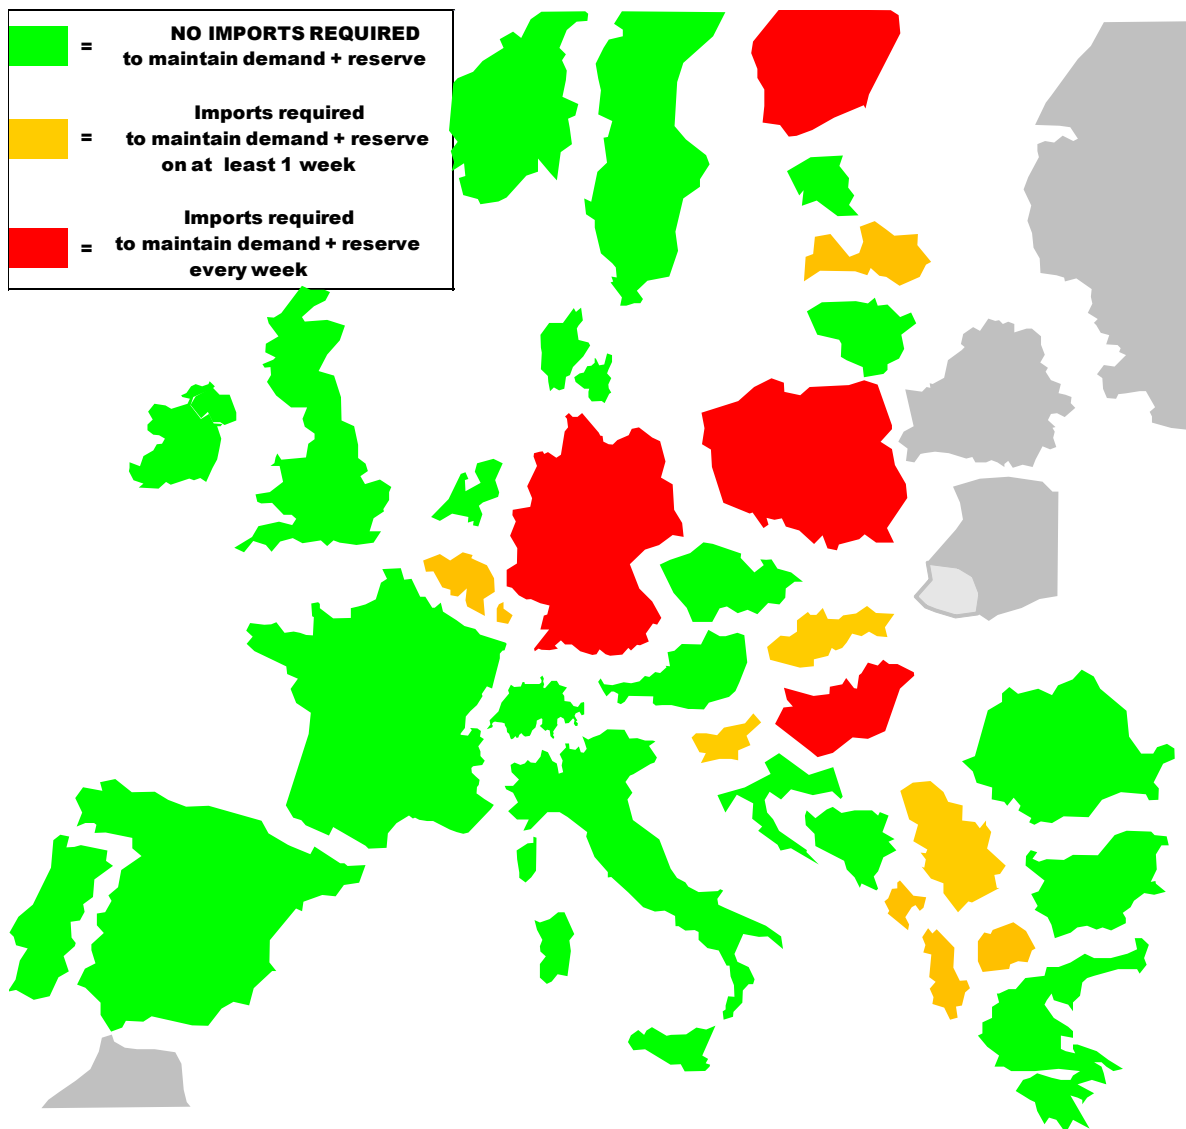 = NO IMPORTS REQUIRED
to maintain demand + reserve
Imports required
= to maintain demand + reserve
on at least 1 week
Imports required
= to maintain demand + reserve
every week